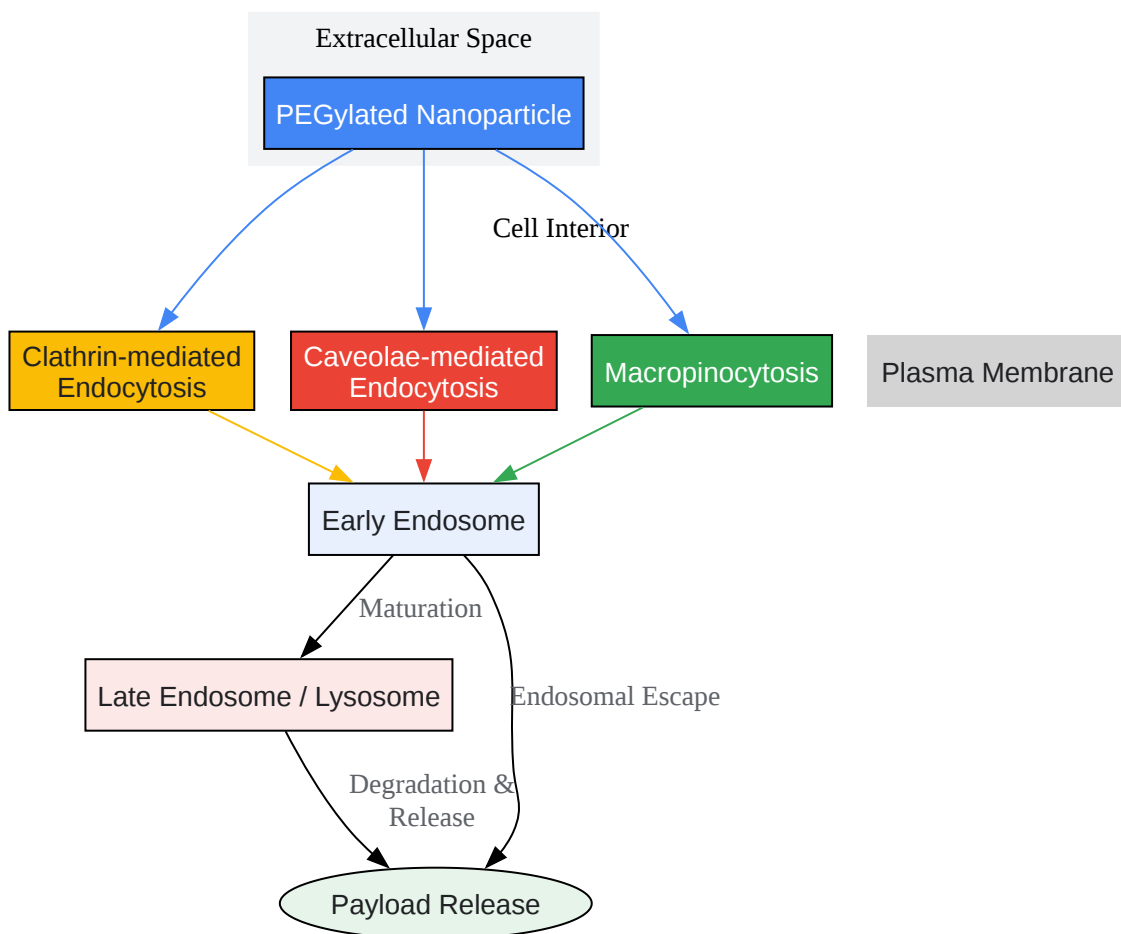 Extracellular Space
PEGylated Nanoparticle
Cell Interior
Clathrin-mediated
Endocytosis
Caveolae-mediated
Endocytosis
Macropinocytosis
Plasma Membrane
Early Endosome
Maturation
Late Endosome / Lysosome
Endosomal Escape
Degradation &
Release
Payload Release